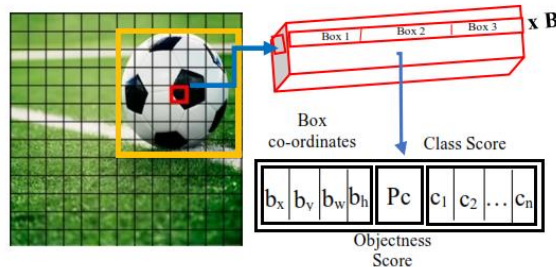 Box 1 Box 2 Box 3 x B
Box
co-ordinates
Class Score
bx by bw bh Pc c1 c2 ... cn
Objectness
Score